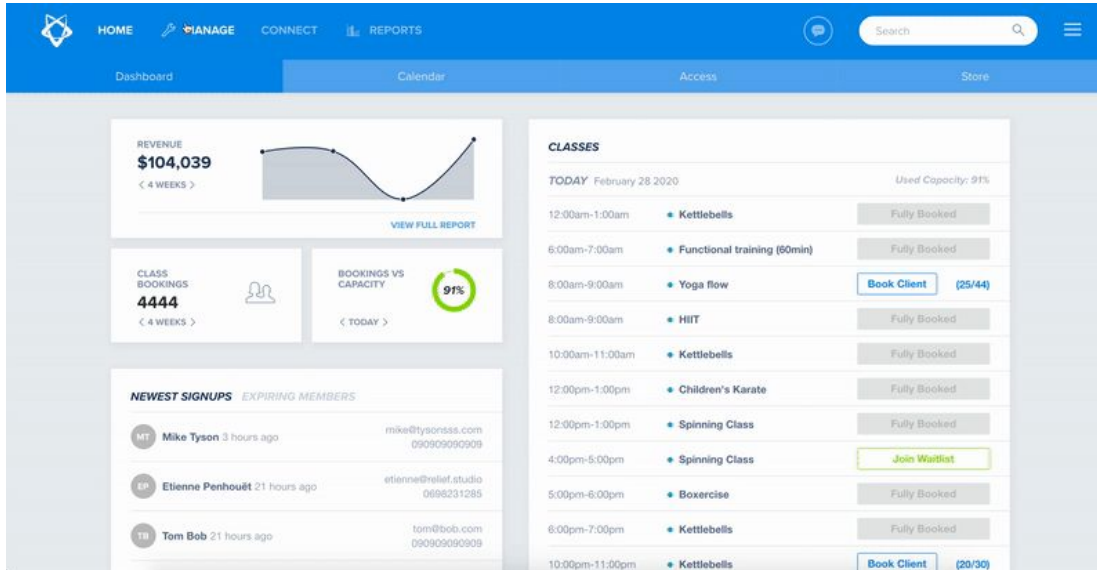 HOME MANAGE CONNECT REPORTS Search
Dashboard Calendar Access Store
REVENUE
$104,039
< 4 WEEKS >
VIEW FULL REPORT
CLASS
BOOKINGS
4444
< 4 WEEKS >
BOOKINGS VS
CAPACITY
91%
< TODAY >
NEWEST SIGNUPS EXPIRING MEMBERS
MT Mike Tyson 3 hours ago mike@tysonsss.com
090909090909
EP Etienne Penhouët 21 hours ago etienne@relief.studio
0698231285
TB Tom Bob 21 hours ago tom@bob.com
090909090909
CLASSES
TODAY February 28 2020 Used Capacity: 91%
12:00am-1:00am Kettlebells Fully Booked
6:00am-7:00am Functional training (60min) Fully Booked
8:00am-9:00am Yoga flow Book Client (25/44)
8:00am-9:00am HIIT Fully Booked
10:00am-11:00am Kettlebells Fully Booked
12:00pm-1:00pm Children's Karate Fully Booked
12:00pm-1:00pm Spinning Class Fully Booked
4:00pm-5:00pm Spinning Class Join Waitlist
5:00pm-6:00pm Boxercise Fully Booked
6:00pm-7:00pm Kettlebells Fully Booked
10:00pm-11:00pm Kettlebells Book Client (20/30)